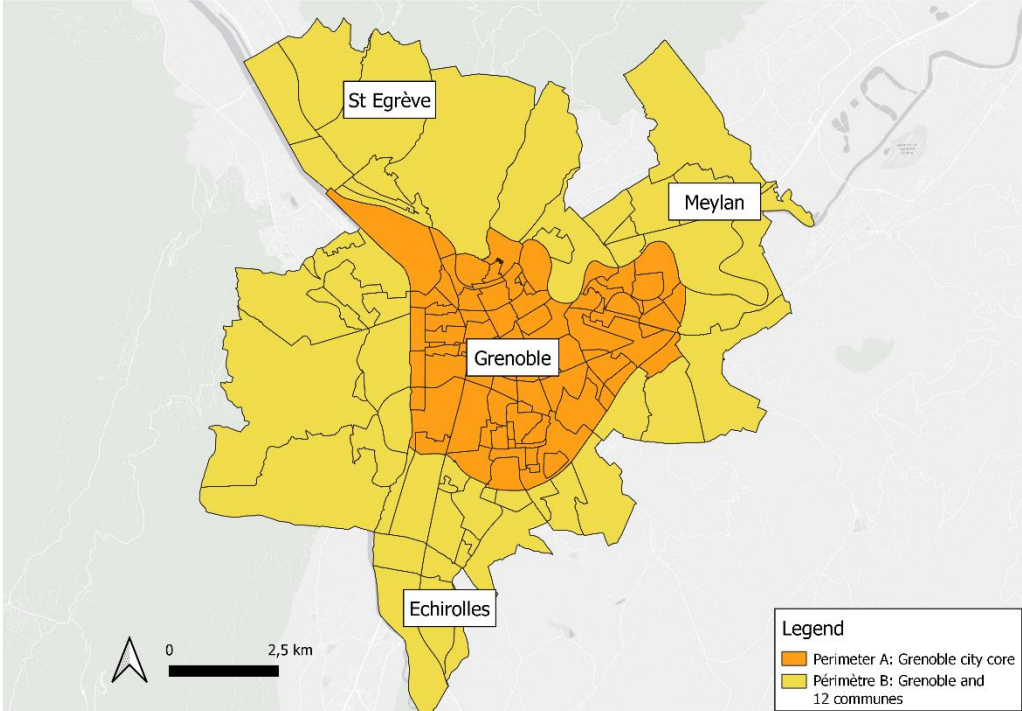 St Egrève
Meylan
Grenoble
Echirolles
0 2,5 km
Legend
Perimeter A: Grenoble city core
Périmètre B: Grenoble and
12 communes